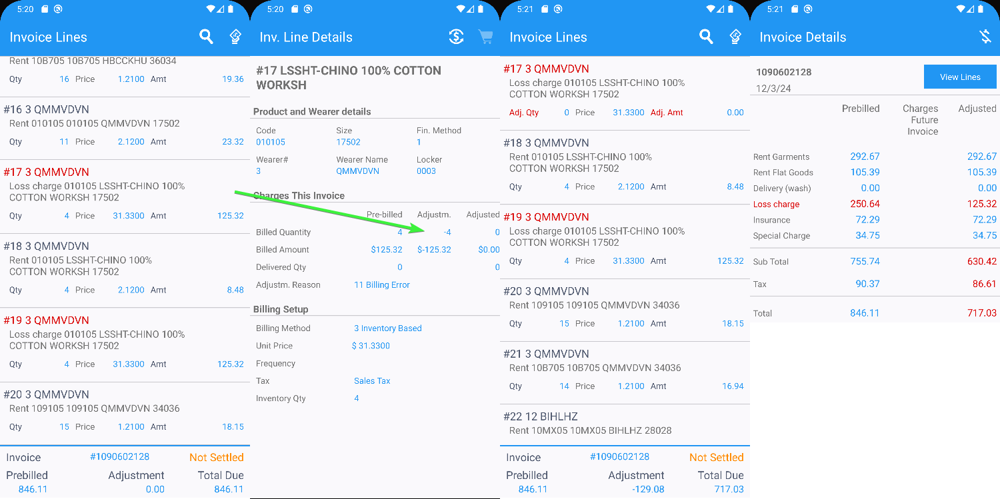 5:20
Invoice Lines
Rent 10B705 10B705 HBCCKHU 36034
Qty 16 Price 1.2100 Amt 19.36
#16 3 QMMVDVN
Rent 010105 010105 QMMVDVN 17502
Qty 11 Price 2.1200 Amt 23.32
#17 3 QMMVDVN
Loss charge 010105 LSSHT-CHINO 100%
COTTON WORKSH 17502
Qty 4 Price 31.3300 Amt 125.32
#18 3 QMMVDVN
Rent 010105 LSSHT-CHINO 100%
COTTON WORKSH 17502
Qty 4 Price 2.1200 Amt 8.48
#19 3 QMMVDVN
Loss charge 010105 LSSHT-CHINO 100%
COTTON WORKSH 17502
Qty 4 Price 31.3300 Amt 125.32
#20 3 QMMVDVN
Rent 109105 109105 QMMVDVN 34036
Qty 15 Price 1.2100 Amt 18.15
Invoice #1090602128 Not Settled
Prebilled Adjustment Total Due
846.11 0.00 846.11
5:20
Inv. Line Details
#17 LSSHT-CHINO 100% COTTON
WORKSH
Product and Wearer details
Code Size Fin. Method
010105 17502 1
Wearer# Wearer Name Locker
3 QMMVDVN 0003
Charges This Invoice
Pre-billed Adjustm. Adjusted
Billed Quantity 4 -4 0
Billed Amount $125.32 $-125.32 $0.00
Delivered Qty 0 0
Adjustm. Reason 11 Billing Error
Billing Setup
Billing Method 3 Inventory Based
Unit Price $ 31.3300
Frequency
Tax Sales Tax
Inventory Qty 4
5:21
Invoice Lines
#17 3 QMMVDVN
Loss charge 010105 LSSHT-CHINO 100%
COTTON WORKSH 17502
Adj. Qty 0 Price 31.3300 Adj. Amt 0.00
#18 3 QMMVDVN
Rent 010105 LSSHT-CHINO 100%
COTTON WORKSH 17502
Qty 4 Price 2.1200 Amt 8.48
#19 3 QMMVDVN
Loss charge 010105 LSSHT-CHINO 100%
COTTON WORKSH 17502
Qty 4 Price 31.3300 Amt 125.32
#20 3 QMMVDVN
Rent 109105 109105 QMMVDVN 34036
Qty 15 Price 1.2100 Amt 18.15
#21 3 QMMVDVN
Rent 10B705 10B705 QMMVDVN 34036
Qty 14 Price 1.2100 Amt 16.94
#22 12 BIHLHZ
Rent 10MX05 10MX05 BIHLHZ 28028
Invoice #1090602128 Not Settled
Prebilled Adjustment Total Due
846.11 -129.08 717.03
5:21
Invoice Details
1090602128
View Lines
12/3/24
Prebilled Charges Adjusted
Future
Invoice
Rent Garments 292.67 292.67
Rent Flat Goods 105.39 105.39
Delivery (wash) 0.00 0.00
Loss charge 250.64 125.32
Insurance 72.29 72.29
Special Charge 34.75 34.75
Sub Total 755.74 630.42
Tax 90.37 86.61
Total 846.11 717.03